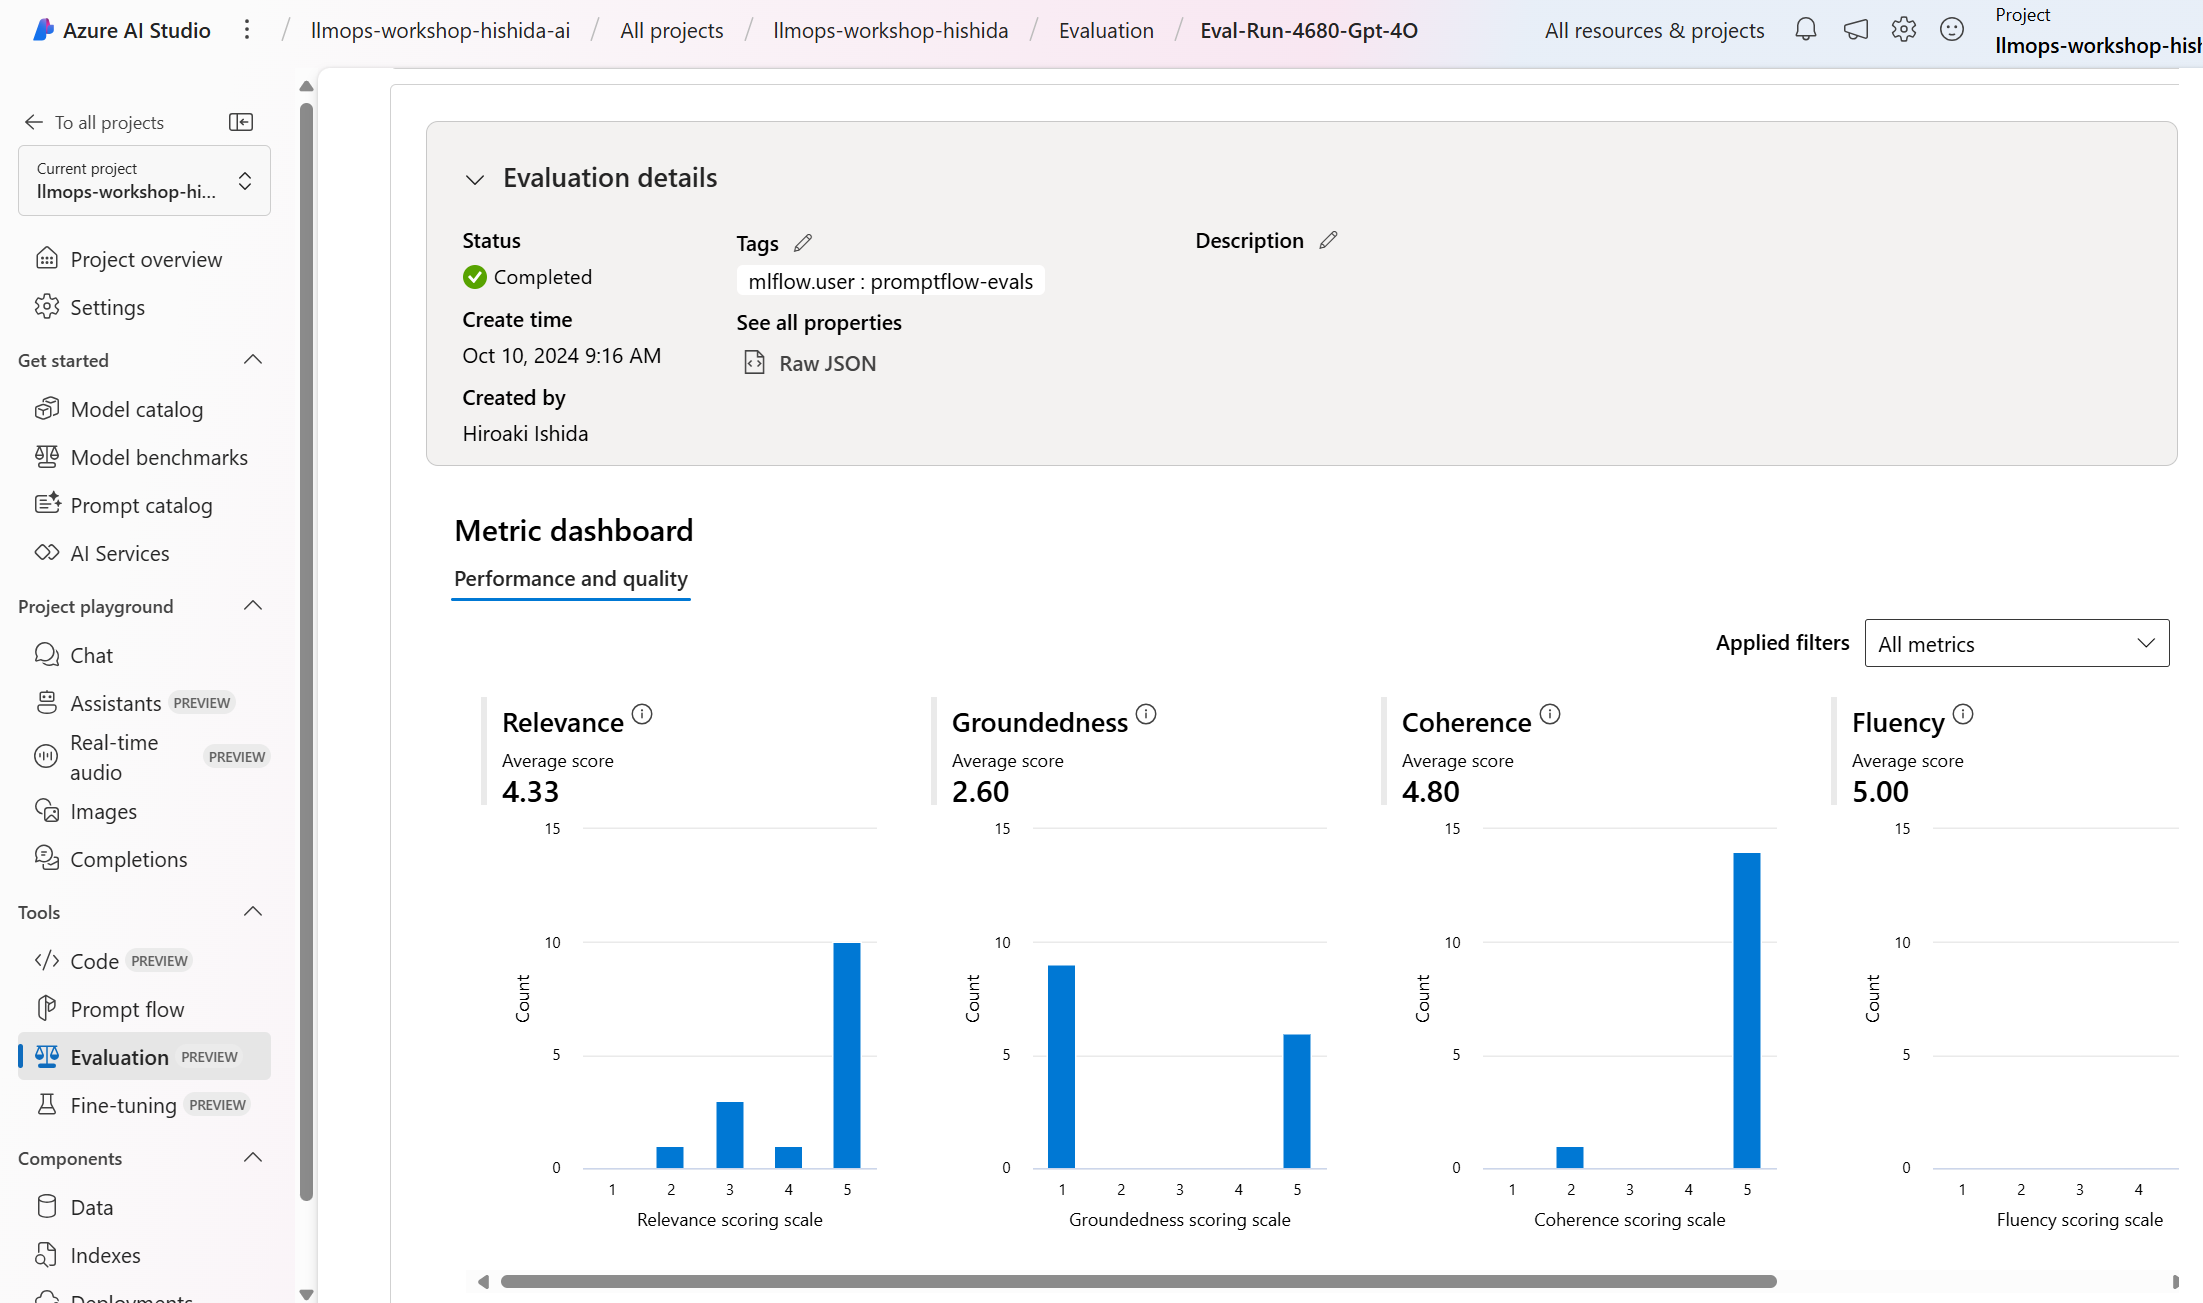 Azure AI Studio
/ llmops-workshop-hishida-ai / All projects / llmops-workshop-hishida / Evaluation / Eval-Run-4680-Gpt-4O
All resources & projects
Project
llmops-workshop-hish
To all projects
Current project
llmops-workshop-hi...
Project overview
Settings
Get started
Model catalog
Model benchmarks
Prompt catalog
AI Services
Project playground
Chat
Assistants PREVIEW
Real-time audio PREVIEW
Images
Completions
Tools
Code PREVIEW
Prompt flow
Evaluation PREVIEW
Fine-tuning PREVIEW
Components
Data
Indexes
Deployments
Evaluation details
Status
Completed
Create time
Oct 10, 2024 9:16 AM
Created by
Hiroaki Ishida
Tags
mlflow.user : promptflow-evals
See all properties
Raw JSON
Description
Metric dashboard
Performance and quality
Applied filters
All metrics
Relevance
Average score
4.33
15
10
5
0
Count
1 2 3 4 5
Relevance scoring scale
Groundedness
Average score
2.60
15
10
5
0
Count
1 2 3 4 5
Groundedness scoring scale
Coherence
Average score
4.80
15
10
5
0
Count
1 2 3 4 5
Coherence scoring scale
Fluency
Average score
5.00
15
10
5
0
Count
1 2 3 4
Fluency scoring scale